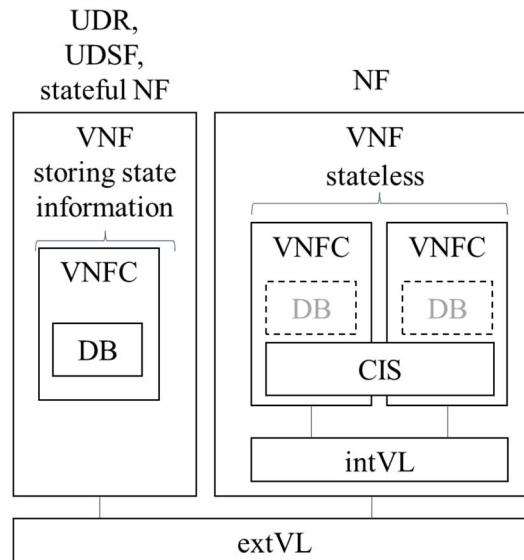 UDR,
UDSF,
stateful NF
VNF
storing state
information
VNFC
DB
NF
VNF
stateless
VNFC
VNFC
DB
DB
CIS
intVL
extVL